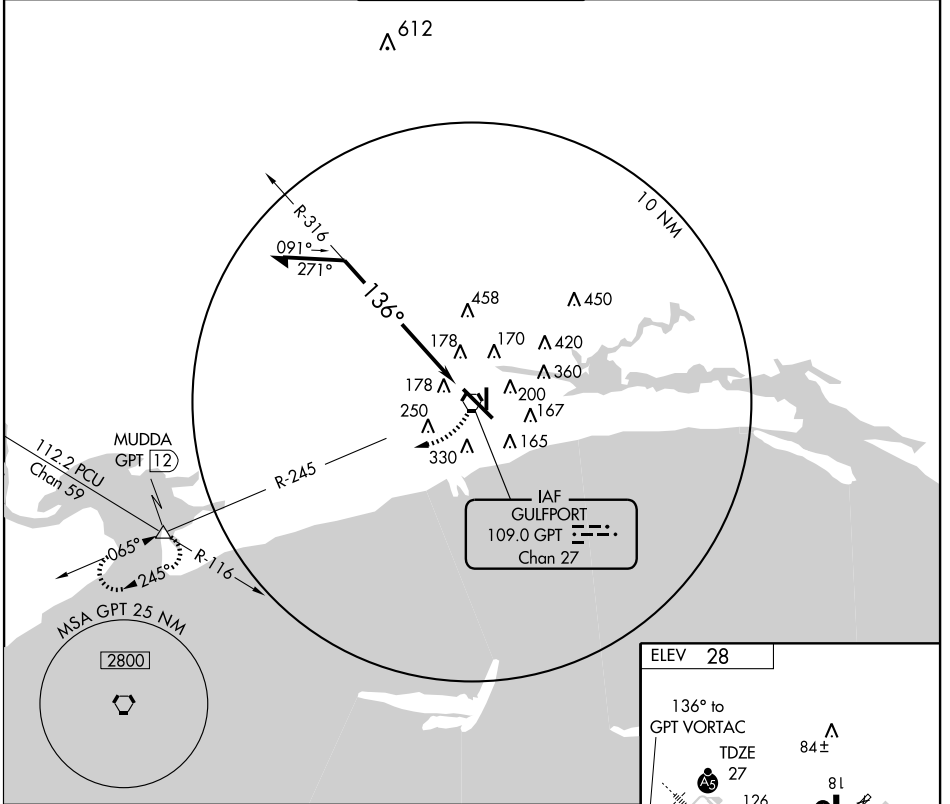 612
10 NM
R-316
091°
271°
136°
458
450
178
170
420
360
178
200
250
167
330
165
MUDDA
GPT 12
112.2 PCU
Chan 59
R-245
IAF
GULFPORT
109.0 GPT
Chan 27
065°
245°
R-116
MSA GPT 25 NM
2800
ELEV 28
136° to
GPT VORTAC
TDZE
27
84±
A5
126
18